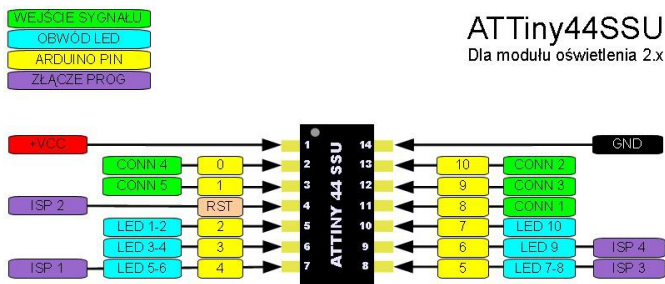 WEJŚCIE SYGNAŁU
OBWÓD LED
ARDUINO PIN
ZŁĄCZE PROG
ATTiny44SSU
Dla modułu oświetlenia 2.x
+VCC 1 14 GND
CONN 4 0 2 13 10 CONN 2
CONN 5 1 3 12 9 CONN 3
ISP 2 RST 4 11 8 CONN 1
LED 1-2 2 5 10 7 LED 10
LED 3-4 3 6 9 6 LED 9 ISP 4
ISP 1 LED 5-6 4 7 8 5 LED 7-8 ISP 3
ATTINY 44 SSU